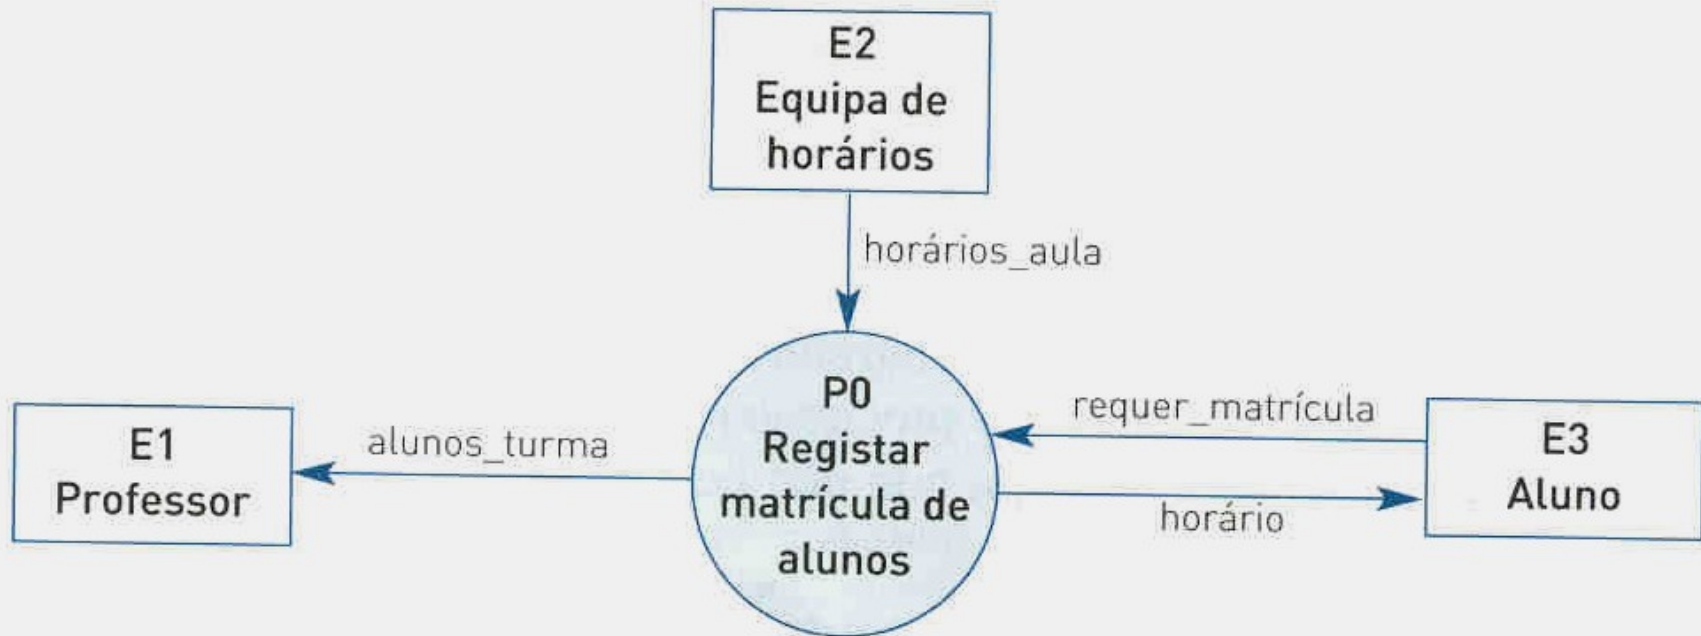 E2
Equipa de
horários
horários_aula
P0
Registar
matrícula de
alunos
E1
Professor
alunos_turma
requer_matrícula
horário
E3
Aluno